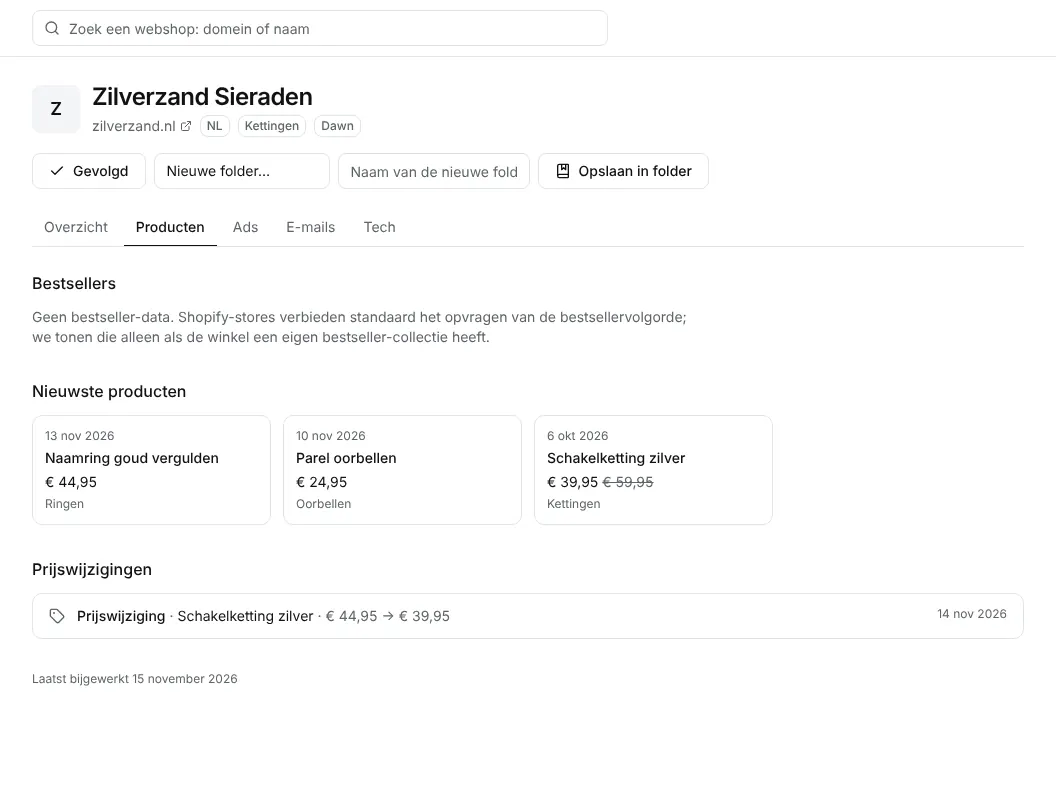 Zoek een webshop: domein of naam
Z
Zilverzand Sieraden
zilverzand.nl NL Kettingen Dawn
Gevolgd Nieuwe folder... Naam van de nieuwe fold Opslaan in folder
Overzicht Producten Ads E-mails Tech
Bestsellers
Geen bestseller-data. Shopify-stores verbieden standaard het opvragen van de bestsellervolgorde;
we tonen die alleen als de winkel een eigen bestseller-collectie heeft.
Nieuwste producten
13 nov 2026
Naamring goud vergulden
€ 44,95
Ringen
10 nov 2026
Parel oorbellen
€ 24,95
Oorbellen
6 okt 2026
Schakelketting zilver
€ 39,95 € 59,95
Kettingen
Prijswijzigingen
Prijswijziging · Schakelketting zilver · € 44,95 → € 39,95 14 nov 2026
Laatst bijgewerkt 15 november 2026